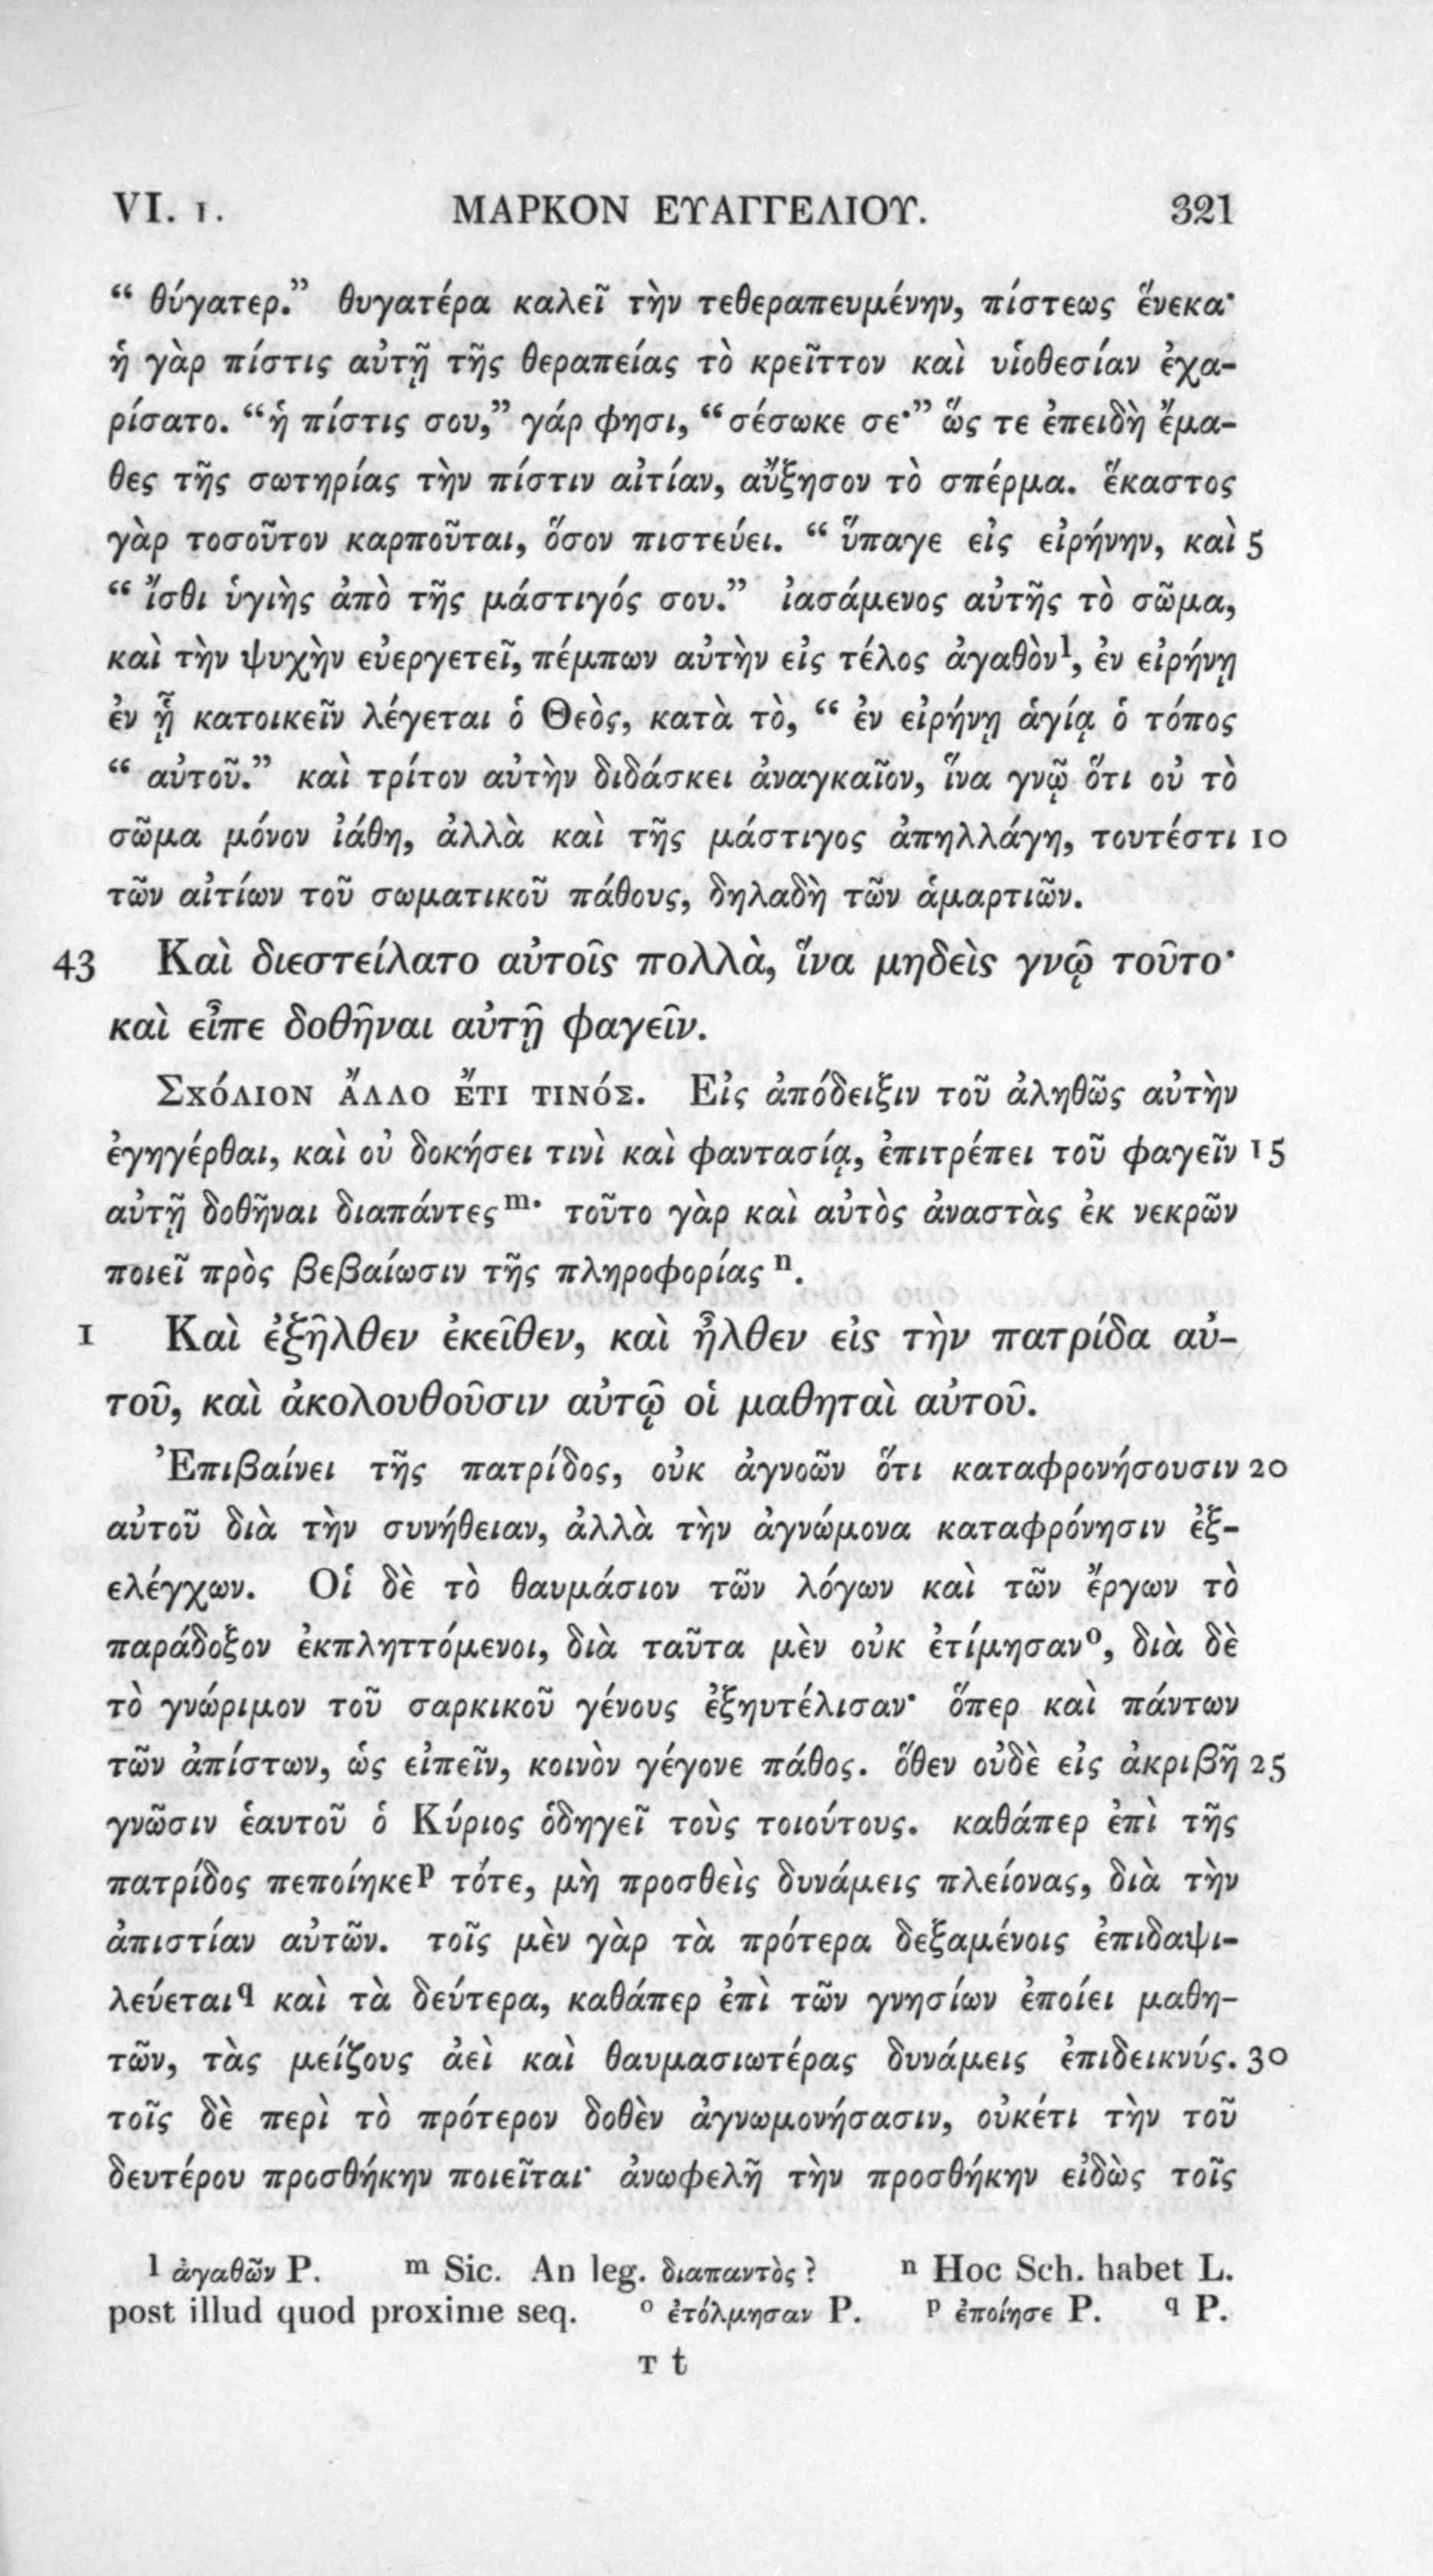 VI. 1. ΜΑΡΚΟΝ ΕΥΑΓΓΕΛΙΟΥ. 321
“ θύγατερ.” θυγατέρα καλεῖ τὴν τεθεραπευμένην, πίστεως ἕνεκα·
ἡ γὰρ πίστις αὐτῇ τῆς θεραπείας τὸ κρεῖττον καὶ υἱοθεσίαν ἐχα-
ρίσατο. “ἡ πίστις σου,” γάρ φησι, “σέσωκε σε·” ὥς τε ἐπειδὴ ἔμα-
θες τῆς σωτηρίας τὴν πίστιν αἰτίαν, αὔξησον τὸ σπέρμα. ἕκαστος
γὰρ τοσοῦτον καρποῦται, ὅσον πιστεύει. “ ὕπαγε εἰς εἰρήνην, καὶ 5
“ ἴσθι ὑγιὴς ἀπὸ τῆς μάστιγός σου.” ἰασάμενος αὐτῆς τὸ σῶμα,
καὶ τὴν ψυχὴν εὐεργετεῖ, πέμπων αὐτὴν εἰς τέλος ἀγαθὸν l, ἐν εἰρήνῃ
ἐν ᾗ κατοικεῖν λέγεται ὁ Θεὸς, κατὰ τὸ, “ ἐν εἰρήνῃ ἁγίᾳ ὁ τόπος
“ αὐτοῦ.” καὶ τρίτον αὐτὴν διδάσκει ἀναγκαῖον, ἵνα γνῷ ὅτι οὐ τὸ
σῶμα μόνον ἰάθη, ἀλλὰ καὶ τῆς μάστιγος ἀπηλλάγη, τουτέστι 10
τῶν αἰτίων τοῦ σωματικοῦ πάθους, δηλαδὴ τῶν ἁμαρτιῶν.
43 Καὶ διεστείλατο αὐτοῖς πολλὰ, ἵνα μηδεὶς γνῷ τοῦτο·
καὶ εἶπε δοθῆναι αὐτῇ φαγεῖν.
Σχόλιον ἄλλο ἔτι τινός. Εἰς ἀπόδειξιν τοῦ ἀληθῶς αὐτὴν
ἐγηγέρθαι, καὶ οὐ δοκήσει τινὶ καὶ φαντασίᾳ, ἐπιτρέπει τοῦ φαγεῖν 15
αὐτῇ δοθῆναι διαπάντες m· τοῦτο γὰρ καὶ αὐτὸς ἀναστὰς ἐκ νεκρῶν
ποιεῖ πρὸς βεβαίωσιν τῆς πληροφορίας n.
1 Καὶ ἐξῆλθεν ἐκεῖθεν, καὶ ἦλθεν εἰς τὴν πατρίδα αὐ-
τοῦ, καὶ ἀκολουθοῦσιν αὐτῷ οἱ μαθηταὶ αὐτοῦ.
Ἐπιβαίνει τῆς πατρίδος, οὐκ ἀγνοῶν ὅτι καταφρονήσουσιν 20
αὐτοῦ διὰ τὴν συνήθειαν, ἀλλὰ τὴν ἀγνώμονα καταφρόνησιν ἐξ-
ελέγχων. Οἱ δὲ τὸ θαυμάσιον τῶν λόγων καὶ τῶν ἔργων τὸ
παράδοξον ἐκπληττόμενοι, διὰ ταῦτα μὲν οὐκ ἐτίμησαν o, διὰ δὲ
τὸ γνώριμον τοῦ σαρκικοῦ γένους ἐξηυτέλισαν· ὅπερ καὶ πάντων
τῶν ἀπίστων, ὡς εἰπεῖν, κοινὸν γέγονε πάθος. ὅθεν οὐδὲ εἰς ἀκριβῆ 25
γνῶσιν ἑαυτοῦ ὁ Κύριος ὁδηγεῖ τοὺς τοιούτους. καθάπερ ἐπὶ τῆς
πατρίδος πεποίηκε p τότε, μὴ προσθεὶς δυνάμεις πλείονας, διὰ τὴν
ἀπιστίαν αὐτῶν. τοῖς μὲν γὰρ τὰ πρότερα δεξαμένοις ἐπιδαψι-
λεύεται q καὶ τὰ δεύτερα, καθάπερ ἐπὶ τῶν γνησίων ἐποίει μαθη-
τῶν, τὰς μείζους ἀεὶ καὶ θαυμασιωτέρας δυνάμεις ἐπιδεικνύς. 30
τοῖς δὲ περὶ τὸ πρότερον δοθὲν ἀγνωμονήσασιν, οὐκέτι τὴν τοῦ
δευτέρου προσθήκην ποιεῖται· ἀνωφελῆ τὴν προσθήκην εἰδὼς τοῖς
l ἀγαθῶν P. m Sic. An leg. διαπαντὸς ? n Hoc Sch. habet L.
post illud quod proxime seq. o ἐτόλμησαν P. p ἐποίησε P. q P.
T t